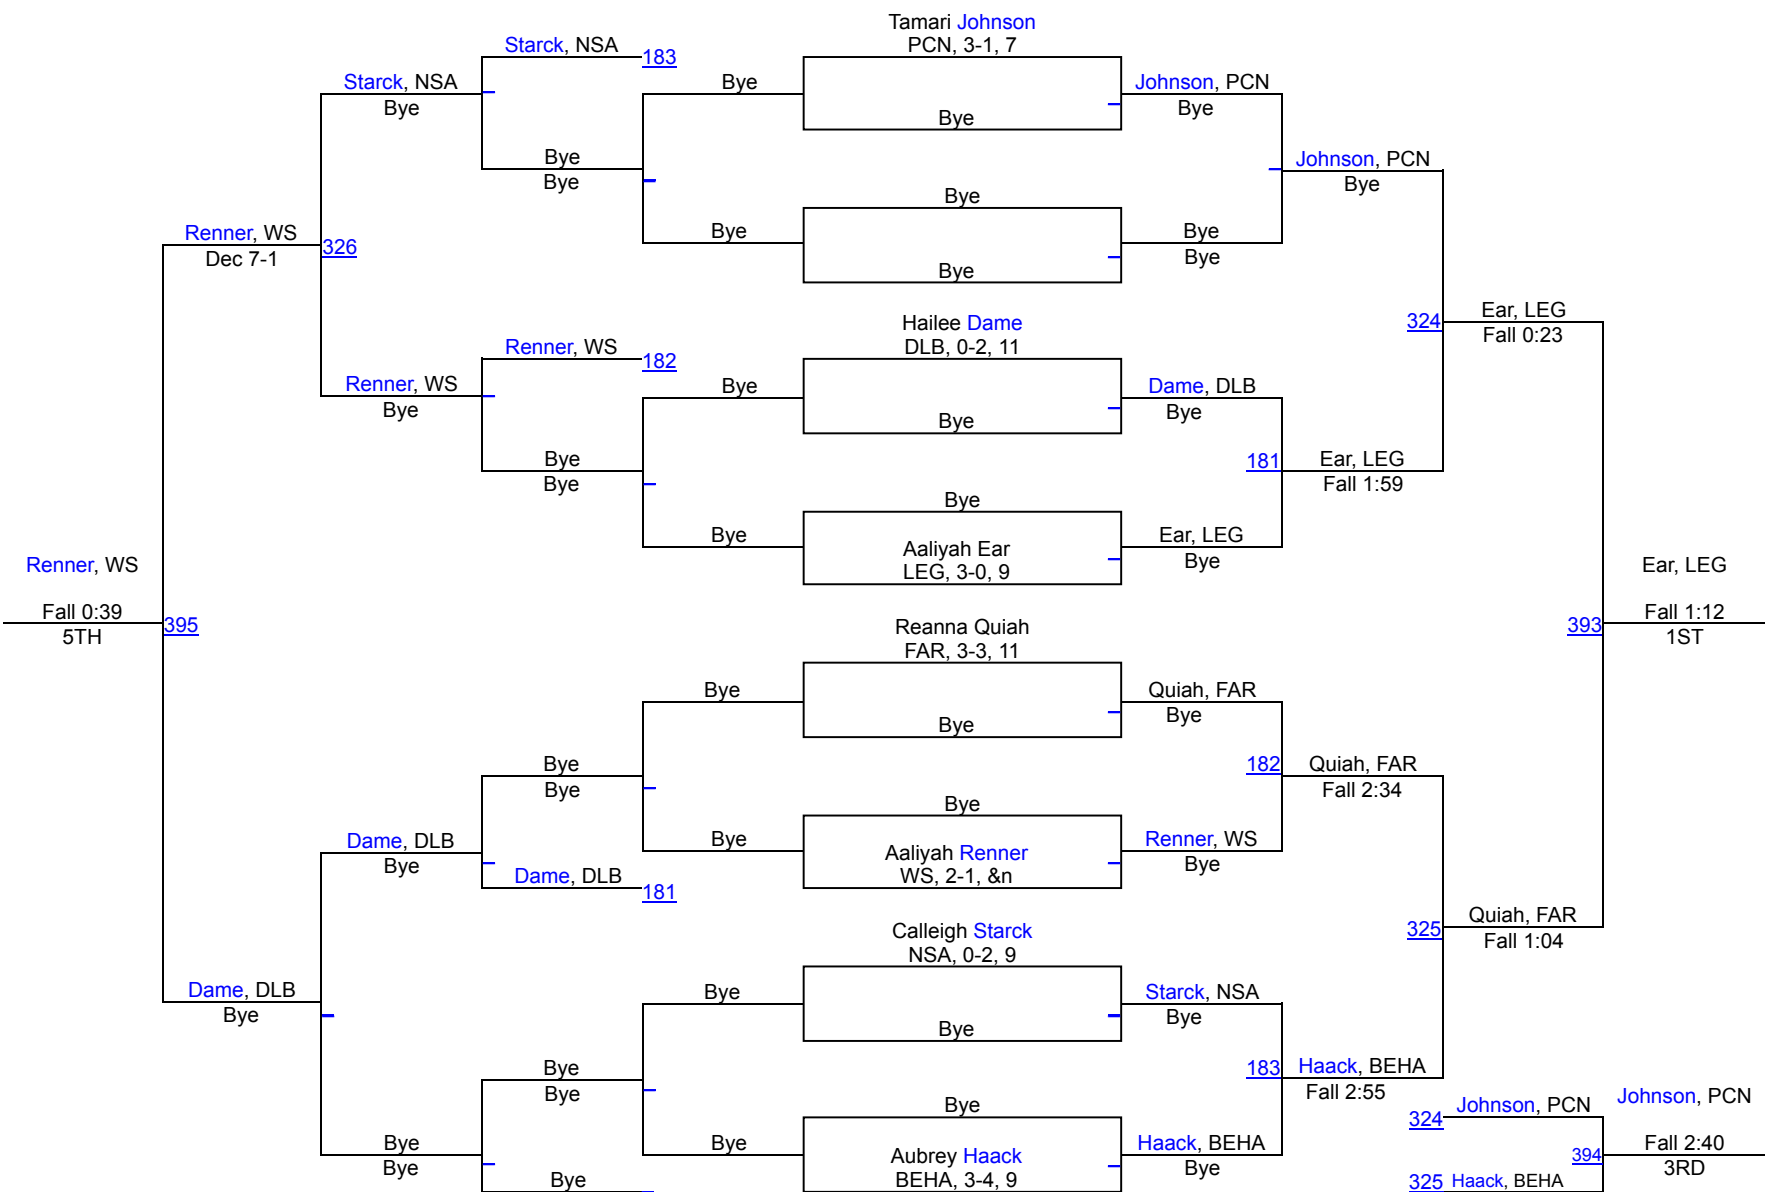 Tamari Johnson
PCN, 3-1, 7
Starck, NSA
183
Starck, NSA
Bye
Bye
Johnson, PCN
Bye
Bye
Bye
Bye
Johnson, PCN
Bye
Bye
Bye
Bye
Bye
Bye
Bye
Renner, WS
Dec 7-1
326
Ear, LEG
Fall 0:23
324
Hailee Dame
DLB, 0-2, 11
Renner, WS
182
Renner, WS
Bye
Bye
Dame, DLB
Bye
Bye
Bye
Bye
181
Ear, LEG
Fall 1:59
Bye
Bye
Aaliyah Ear
LEG, 3-0, 9
Ear, LEG
Bye
Renner, WS
Fall 0:39
5TH
395
Ear, LEG
Fall 1:12
1ST
393
Reanna Quiah
FAR, 3-3, 11
Bye
Quiah, FAR
Bye
Bye
Bye
Bye
182
Quiah, FAR
Fall 2:34
Bye
Dame, DLB
Bye
Bye
Aaliyah Renner
WS, 2-1, &n
Renner, WS
Bye
Dame, DLB
181
Calleigh Starck
NSA, 0-2, 9
325
Quiah, FAR
Fall 1:04
Dame, DLB
Bye
Bye
Starck, NSA
Bye
Bye
Bye
Bye
183
Haack, BEHA
Fall 2:55
Bye
324
Johnson, PCN
Johnson, PCN
Bye
Bye
Bye
Aubrey Haack
BEHA, 3-4, 9
Haack, BEHA
Bye
394
Fall 2:40
3RD
Bye
325
Haack, BEHA